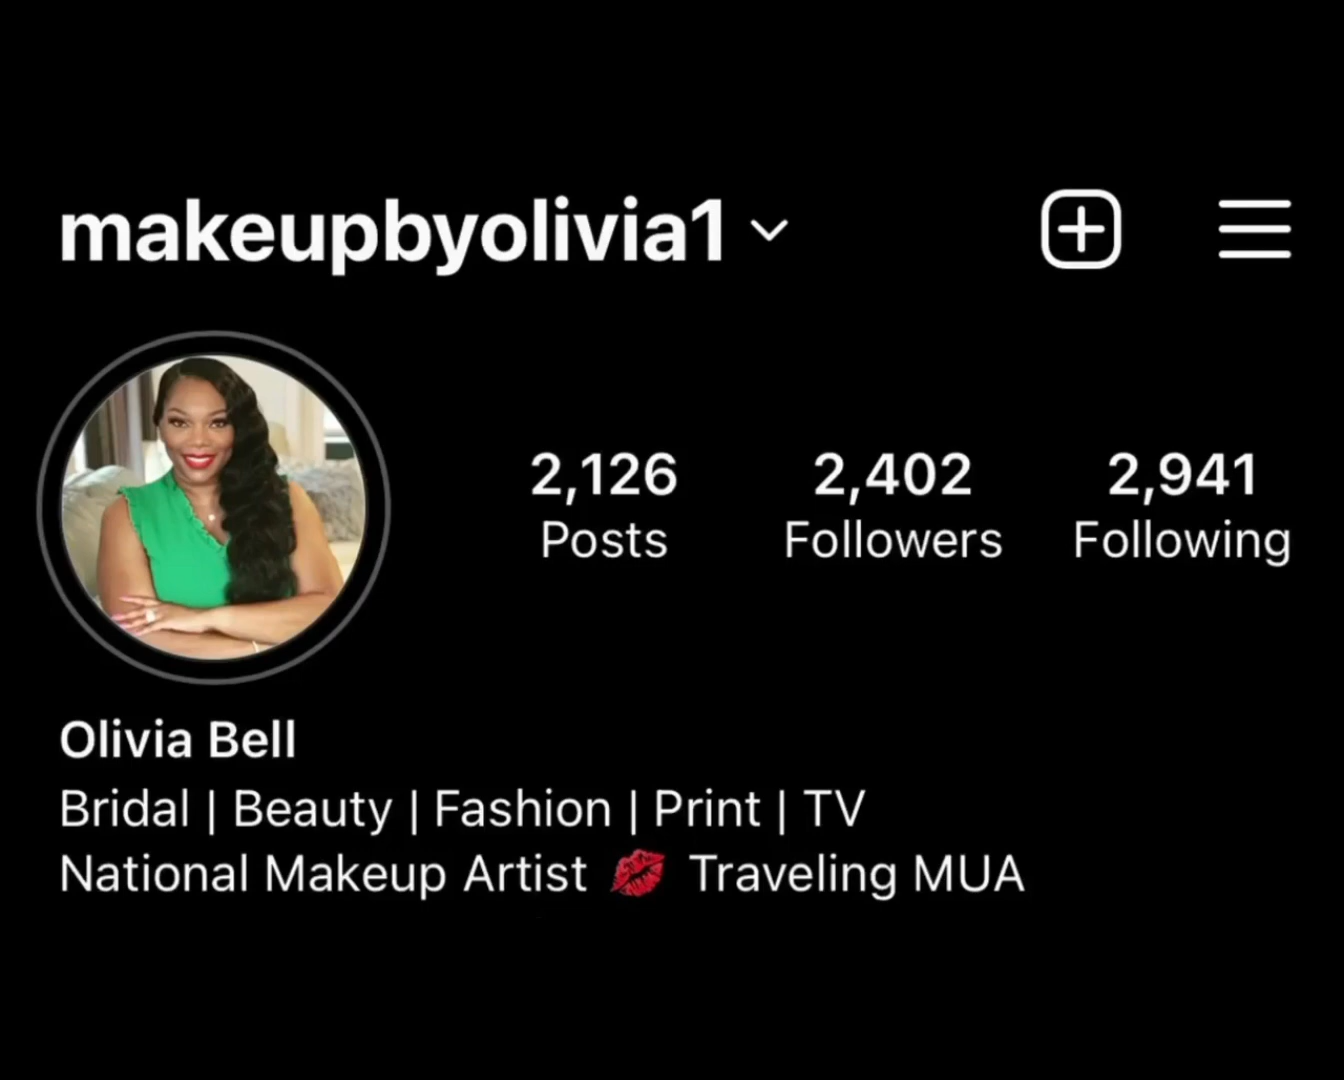 makeupbyolivia1
2,126 2,402 2,941
Posts Followers Following
Olivia Bell
Bridal | Beauty | Fashion | Print | TV
National Makeup Artist 💋 Traveling MUA